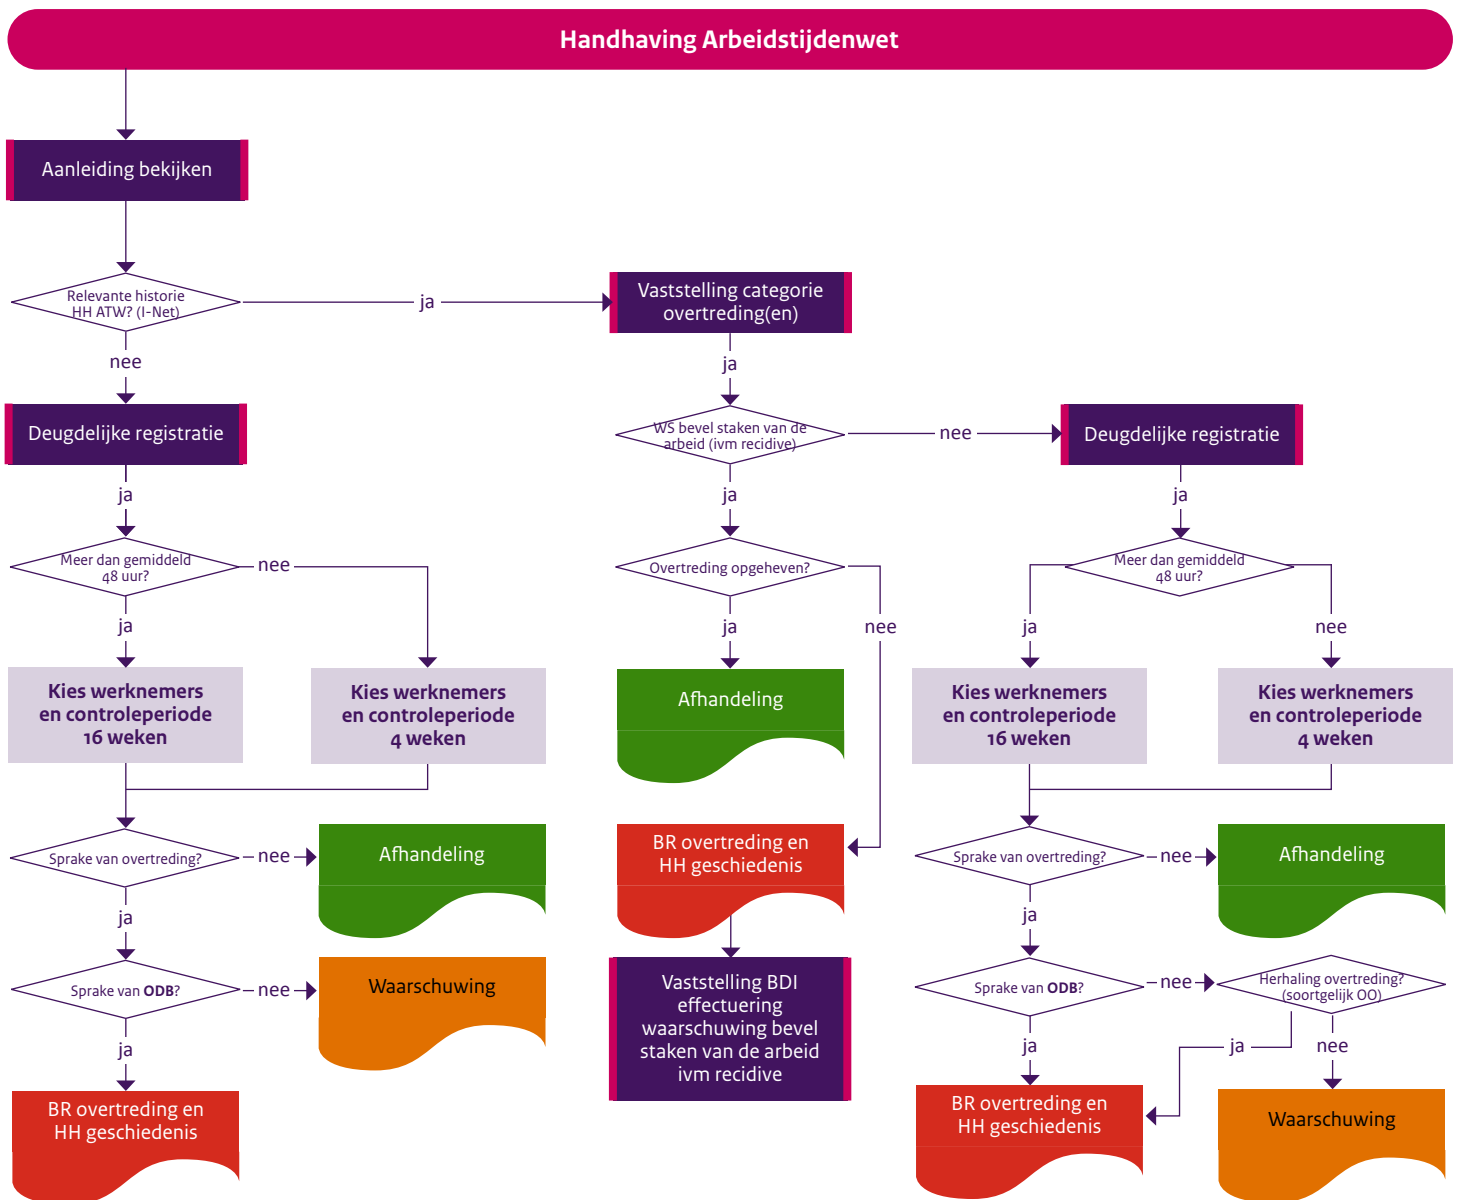 Handhaving Arbeidstijdenwet
Aanleiding bekijken
Relevante historie
HH ATW? (I-Net)
ja
nee
Vaststelling categorie
overtreding(en)
ja
Deugdelijke registratie
WS bevel staken van de
arbeid (ivm recidive)
nee
Deugdelijke registratie
ja
ja
ja
Meer dan gemiddeld
48 uur?
nee
Overtreding opgeheven?
Meer dan gemiddeld
48 uur?
ja
ja
nee
ja
nee
Kies werknemers
en controleperiode
16 weken
Kies werknemers
en controleperiode
4 weken
Afhandeling
Kies werknemers
en controleperiode
16 weken
Kies werknemers
en controleperiode
4 weken
Sprake van overtreding?
nee
Afhandeling
BR overtreding en
HH geschiedenis
Sprake van overtreding?
nee
Afhandeling
ja
ja
Sprake van ODB?
nee
Waarschuwing
Vaststelling BDI
effectuering
waarschuwing bevel
staken van de arbeid
ivm recidive
Sprake van ODB?
nee
Herhaling overtreding?
(soortgelijk OO)
ja
ja
ja
nee
BR overtreding en
HH geschiedenis
BR overtreding en
HH geschiedenis
Waarschuwing